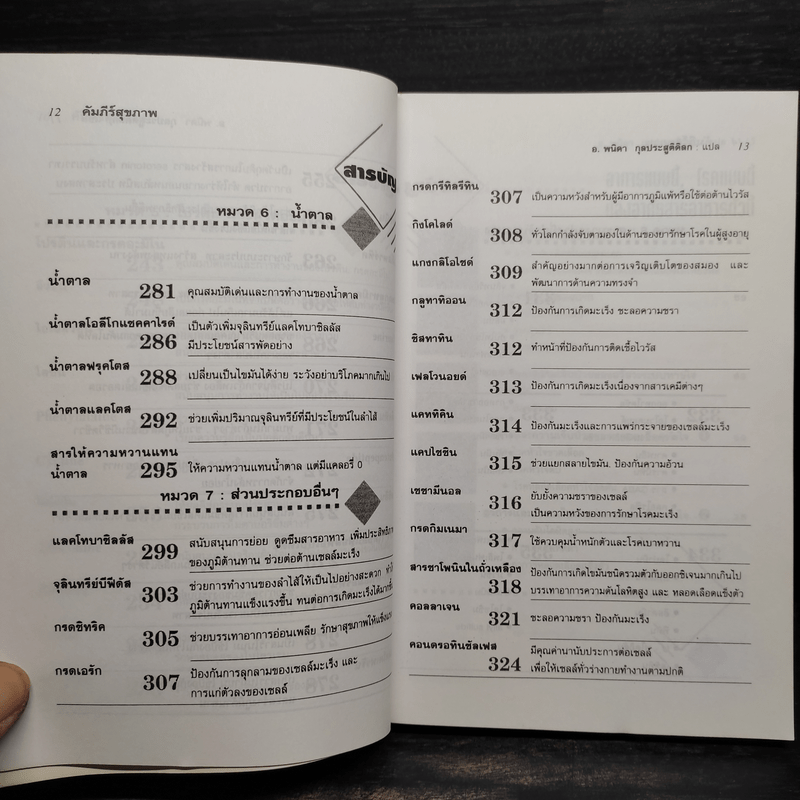 12 คัมภีร์สุขภาพ
สารบัญ
หมวด 6 : น้ำตาล
น้ำตาล
281 คุณสมบัติเด่นและการทำงานของน้ำตาล
น้ำตาลโอลิโกแซคคาไรด์
286 เป็นตัวเพิ่มจุลินทรีย์แลคโทบาซิลลัส
มีประโยชน์สารพัดอย่าง
น้ำตาลฟรุคโตส
288 เปลี่ยนเป็นไขมันได้ง่าย ระวังอย่าบริโภคมากเกินไป
น้ำตาลแลคโตส
292 ช่วยเพิ่มปริมาณจุลินทรีย์ที่มีประโยชน์ในลำไส้
สารให้ความหวานแทน
น้ำตาล 295 ให้ความหวานแทนน้ำตาล แต่มีแคลอรี่ 0
หมวด 7 : ส่วนประกอบอื่นๆ
แลคโทบาซิลลัส
299 สนับสนุนการย่อย ดูดซึมสารอาหาร
ของภูมิต้านทาน ช่วยต่อต้านเซลล์มะเร็ง
จุลินทรีย์บีฟีดัส
303 ช่วยการทำงานของลำไส้ให้เป็นไปอย่างสะดวก
ภูมิต้านทานแข็งแรงขึ้น ทนต่อการเกิดมะเร็งได้มากขึ้น
กรดซิทริค
305 ช่วยบรรเทาอาการอ่อนเพลีย รักษาสุขภาพให้แข็งแรง
กรดเอรัก
307 ป้องกันการลุกลามของเซลล์มะเร็ง และ
การแก่ตัวลงของเซลล์
อ. พนิดา กุลประสูติดิลก : แปล 13
กรดกรีทิลรีทิน
307 เป็นความหวังสำหรับผู้มีอาการภูมิแพ้หรือใช้ต่อต้านไวรัส
กิงโคไลด์
308 ทั่วโลกกำลังจับตามองในด้านของยารักษาโรคในผู้สูงอายุ
แกงกลิโอไซด์
309 สำคัญอย่างมากต่อการเจริญเติบโตของสมอง และ
พัฒนาการด้านความทรงจำ
กลูทาทิออน
312 ป้องกันการเกิดมะเร็ง ชะลอความชรา
ซิสทาทิน
312 ทำหน้าที่ป้องกันการติดเชื้อไวรัส
เฟลโวนอยด์
313 ป้องกันการเกิดมะเร็งเนื่องจากสารเคมีต่างๆ
แคททิคิน
314 ป้องกันมะเร็งและการแพร่กระจายของเซลล์มะเร็ง
แคปไซซิน
315 ช่วยแยกสลายไขมัน, ป้องกันความอ้วน
เซซามีนอล
316 ยับยั้งความชราของเซลล์
เป็นความหวังของการรักษาโรคมะเร็ง
กรดกิมเนมา
317 ใช้ควบคุมน้ำหนักตัวและโรคเบาหวาน
สารซาโพนินในถั่วเหลือง
318 ป้องกันการเกิดไขมันชนิดรวมตัวกับออกซิเจนมากเกินไป
บรรเทาอาการความดันโลหิตสูง และ หลอดเลือดแข็งตัว
คอลลาเจน
321 ชะลอความชรา ป้องกันมะเร็ง
คอนดรอทินซัลเฟส
324 มีคุณค่านานับประการต่อเซลล์
เพื่อให้เซลล์ทั่วร่างกายทำงานตามปกติ